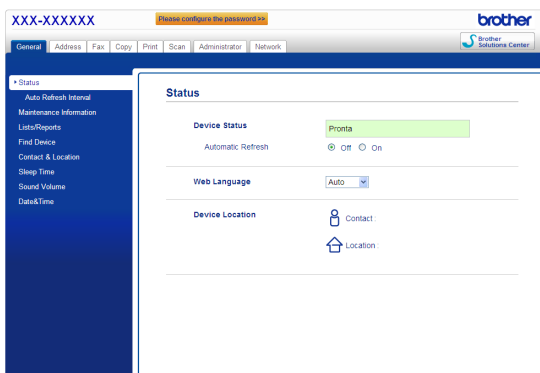 XXX-XXXXXX
Please configure the password >>
brother
General Address Fax Copy Print Scan Administrator Network
Brother
Solutions Center
Status
Auto Refresh Interval
Maintenance Information
Lists/Reports
Find Device
Contact & Location
Sleep Time
Sound Volume
Date&Time
Status
Device Status Pronta
Automatic Refresh Off On
Web Language Auto
Device Location Contact :
Location :